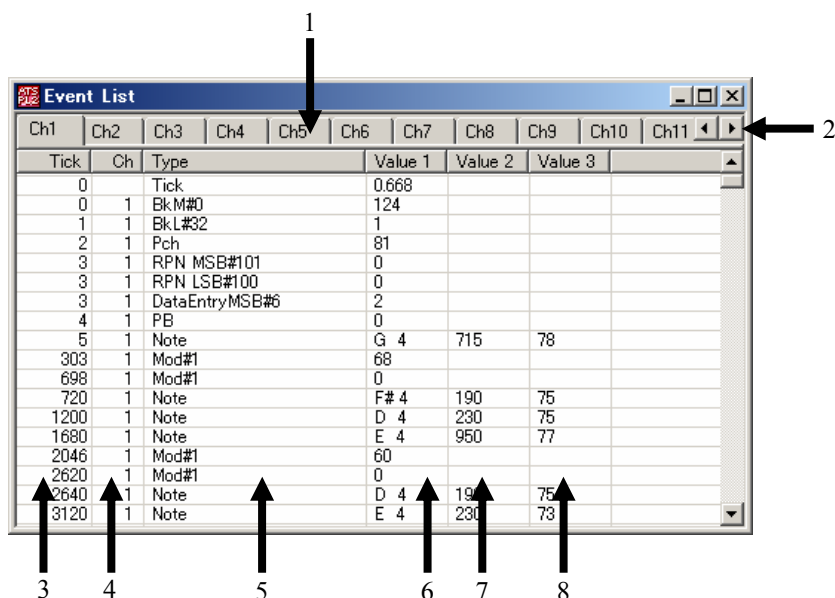 1
ATS PUZ Event List
Ch1 Ch2 Ch3 Ch4 Ch5 Ch6 Ch7 Ch8 Ch9 Ch10 Ch11
2
Tick Ch Type Value 1 Value 2 Value 3
0 Tick 0.668
0 1 BkM#0 124
1 1 BkL#32 1
2 1 Pch 81
3 1 RPN MSB#101 0
3 1 RPN LSB#100 0
3 1 DataEntryMSB#6 2
4 1 PB 0
5 1 Note G 4 715 78
303 1 Mod#1 68
698 1 Mod#1 0
720 1 Note F# 4 190 75
1200 1 Note D 4 230 75
1680 1 Note E 4 950 77
2046 1 Mod#1 60
2620 1 Mod#1 0
2640 1 Note D 4 190 75
3120 1 Note E 4 230 73
3 4 5 6 7 8